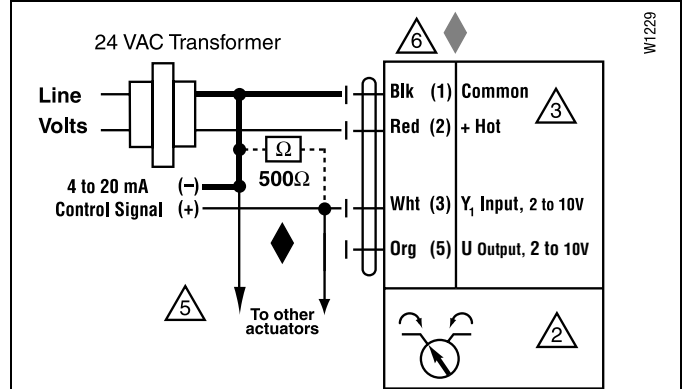 24 VAC Transformer
6
W1229
Line
Volts
Blk (1) Common
3
Red (2) + Hot
Ω
500Ω
4 to 20 mA (–)
Control Signal (+)
Wht (3) Y1 Input, 2 to 10V
Org (5) U Output, 2 to 10V
5
To other
actuators
2